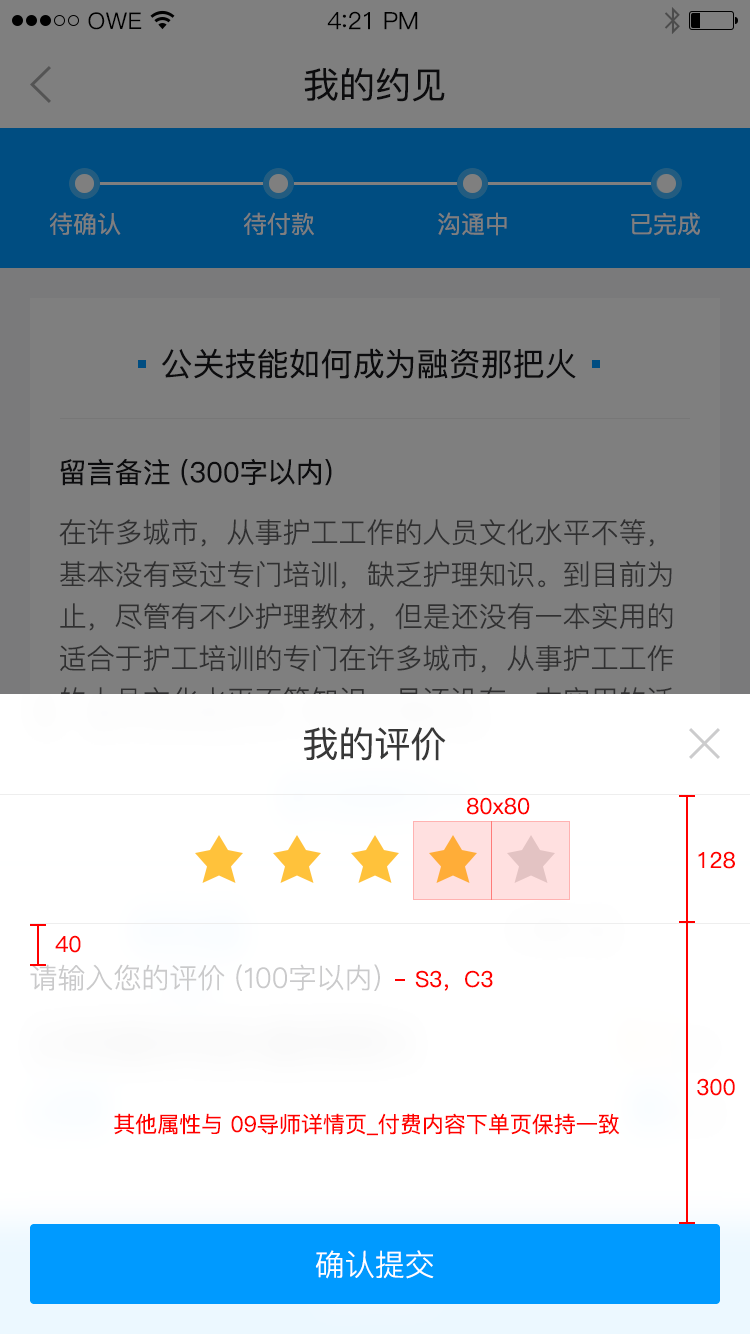 OWE
4:21 PM
我的约见
待确认
待付款
沟通中
已完成
公关技能如何成为融资那把火
留言备注 (300字以内)
在许多城市，从事护工工作的人员文化水平不等，
基本没有受过专门培训，缺乏护理知识。到目前为
止，尽管有不少护理教材，但是还没有一本实用的
适合于护工培训的专门在许多城市，从事护工工作
我的评价
80x80
128
40
请输入您的评价 (100字以内) – S3，C3
300
其他属性与 09导师详情页_付费内容下单页保持一致
确认提交